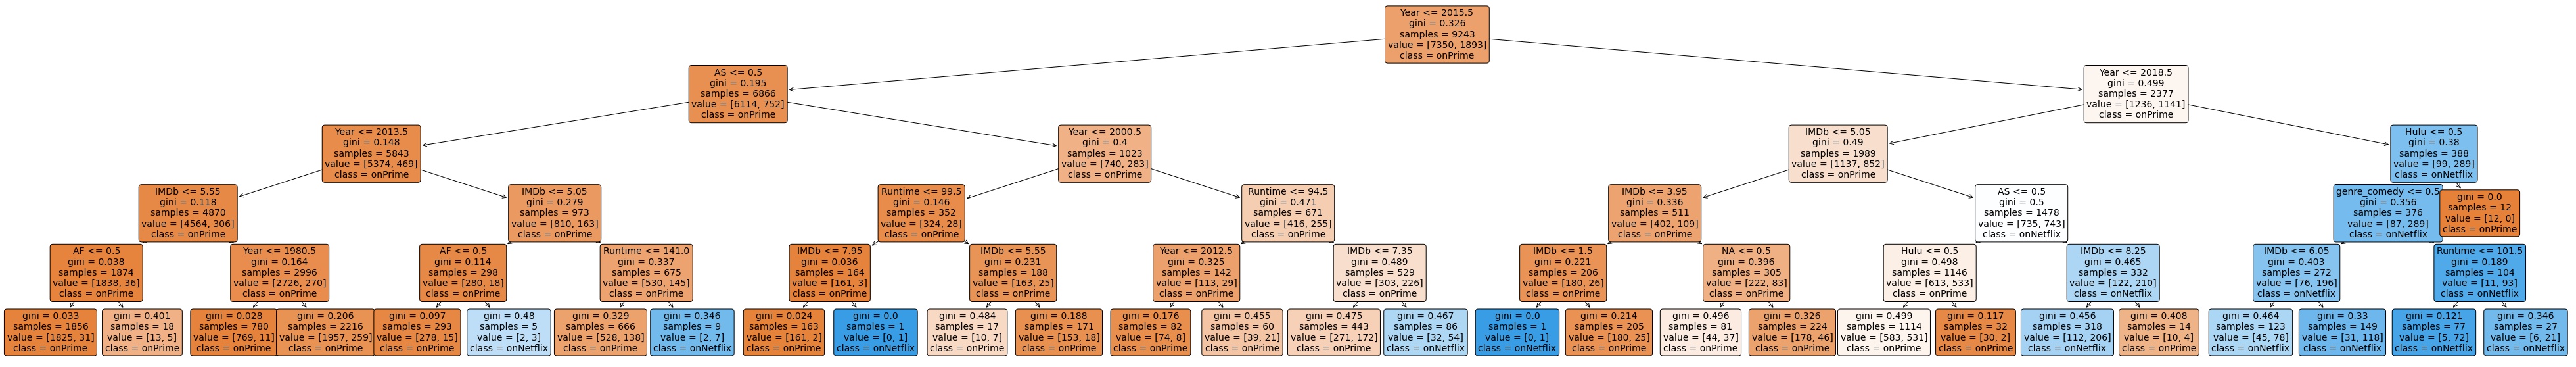 Year <= 2015.5
gini = 0.326
samples = 9243
value = [7350, 1893]
class = onPrime
AS <= 0.5
gini = 0.195
samples = 6866
value = [6114, 752]
class = onPrime
Year <= 2018.5
gini = 0.499
samples = 2377
value = [1236, 1141]
class = onPrime
Year <= 2013.5
gini = 0.148
samples = 5843
value = [5374, 469]
class = onPrime
Year <= 2000.5
gini = 0.4
samples = 1023
value = [740, 283]
class = onPrime
IMDb <= 5.05
gini = 0.49
samples = 1989
value = [1137, 852]
class = onPrime
Hulu <= 0.5
gini = 0.38
samples = 388
value = [99, 289]
class = onNetflix
IMDb <= 5.55
gini = 0.118
samples = 4870
value = [4564, 306]
class = onPrime
IMDb <= 5.05
gini = 0.279
samples = 973
value = [810, 163]
class = onPrime
Runtime <= 99.5
gini = 0.146
samples = 352
value = [324, 28]
class = onPrime
Runtime <= 94.5
gini = 0.471
samples = 671
value = [416, 255]
class = onPrime
IMDb <= 3.95
gini = 0.336
samples = 511
value = [402, 109]
class = onPrime
AS <= 0.5
gini = 0.5
samples = 1478
value = [735, 743]
class = onNetflix
genre_comedy <= 0.5
gini = 0.356
samples = 376
value = [87, 289]
class = onNetflix
gini = 0.0
samples = 12
value = [12, 0]
class = onPrime
AF <= 0.5
gini = 0.038
samples = 1874
value = [1838, 36]
class = onPrime
Year <= 1980.5
gini = 0.164
samples = 2996
value = [2726, 270]
class = onPrime
AF <= 0.5
gini = 0.114
samples = 298
value = [280, 18]
class = onPrime
Runtime <= 141.0
gini = 0.337
samples = 675
value = [530, 145]
class = onPrime
IMDb <= 7.95
gini = 0.036
samples = 164
value = [161, 3]
class = onPrime
IMDb <= 5.55
gini = 0.231
samples = 188
value = [163, 25]
class = onPrime
Year <= 2012.5
gini = 0.325
samples = 142
value = [113, 29]
class = onPrime
IMDb <= 7.35
gini = 0.489
samples = 529
value = [303, 226]
class = onPrime
IMDb <= 1.5
gini = 0.221
samples = 206
value = [180, 26]
class = onPrime
NA <= 0.5
gini = 0.396
samples = 305
value = [222, 83]
class = onPrime
Hulu <= 0.5
gini = 0.498
samples = 1146
value = [613, 533]
class = onPrime
IMDb <= 8.25
gini = 0.465
samples = 332
value = [122, 210]
class = onNetflix
IMDb <= 6.05
gini = 0.403
samples = 272
value = [76, 196]
class = onNetflix
Runtime <= 101.5
gini = 0.189
samples = 104
value = [11, 93]
class = onNetflix
gini = 0.033
samples = 1856
value = [1825, 31]
class = onPrime
gini = 0.401
samples = 18
value = [13, 5]
class = onPrime
gini = 0.028
samples = 780
value = [769, 11]
class = onPrime
gini = 0.206
samples = 2216
value = [1957, 259]
class = onPrime
gini = 0.097
samples = 293
value = [278, 15]
class = onPrime
gini = 0.48
samples = 5
value = [2, 3]
class = onNetflix
gini = 0.329
samples = 666
value = [528, 138]
class = onPrime
gini = 0.346
samples = 9
value = [2, 7]
class = onNetflix
gini = 0.024
samples = 163
value = [161, 2]
class = onPrime
gini = 0.0
samples = 1
value = [0, 1]
class = onNetflix
gini = 0.484
samples = 17
value = [10, 7]
class = onPrime
gini = 0.188
samples = 171
value = [153, 18]
class = onPrime
gini = 0.176
samples = 82
value = [74, 8]
class = onPrime
gini = 0.455
samples = 60
value = [39, 21]
class = onPrime
gini = 0.475
samples = 443
value = [271, 172]
class = onPrime
gini = 0.467
samples = 86
value = [32, 54]
class = onNetflix
gini = 0.0
samples = 1
value = [0, 1]
class = onNetflix
gini = 0.214
samples = 205
value = [180, 25]
class = onPrime
gini = 0.496
samples = 81
value = [44, 37]
class = onPrime
gini = 0.326
samples = 224
value = [178, 46]
class = onPrime
gini = 0.499
samples = 1114
value = [583, 531]
class = onPrime
gini = 0.117
samples = 32
value = [30, 2]
class = onPrime
gini = 0.456
samples = 318
value = [112, 206]
class = onNetflix
gini = 0.408
samples = 14
value = [10, 4]
class = onPrime
gini = 0.464
samples = 123
value = [45, 78]
class = onNetflix
gini = 0.33
samples = 149
value = [31, 118]
class = onNetflix
gini = 0.121
samples = 77
value = [5, 72]
class = onNetflix
gini = 0.346
samples = 27
value = [6, 21]
class = onNetflix